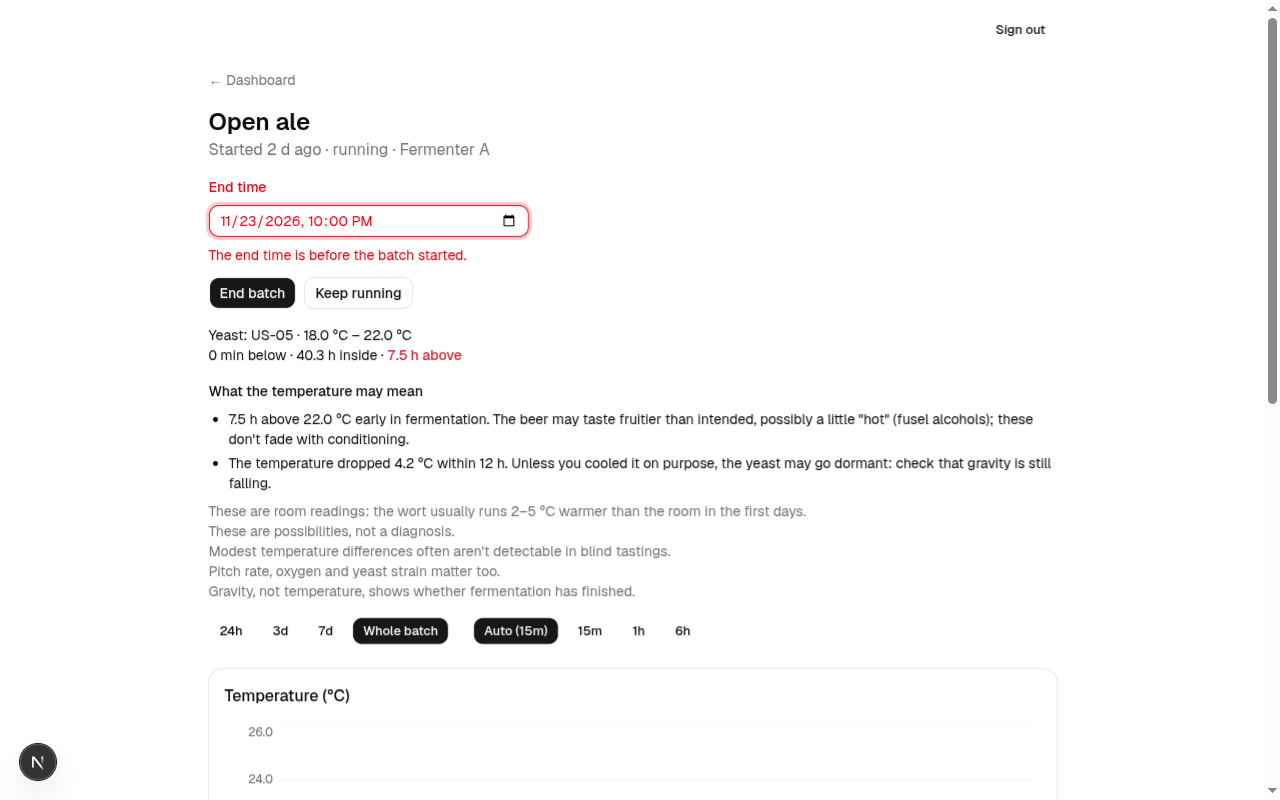 Sign out
← Dashboard
Open ale
Started 2 d ago · running · Fermenter A
End time
11/23/2026, 10:00 PM
The end time is before the batch started.
End batch Keep running
Yeast: US-05 · 18.0 °C – 22.0 °C
0 min below · 40.3 h inside · 7.5 h above
What the temperature may mean
• 7.5 h above 22.0 °C early in fermentation. The beer may taste fruitier than intended, possibly a little "hot" (fusel alcohols); these
don't fade with conditioning.
• The temperature dropped 4.2 °C within 12 h. Unless you cooled it on purpose, the yeast may go dormant: check that gravity is still
falling.
These are room readings: the wort usually runs 2–5 °C warmer than the room in the first days.
These are possibilities, not a diagnosis.
Modest temperature differences often aren't detectable in blind tastings.
Pitch rate, oxygen and yeast strain matter too.
Gravity, not temperature, shows whether fermentation has finished.
24h 3d 7d Whole batch Auto (15m) 15m 1h 6h
Temperature (°C)
26.0
24.0
N